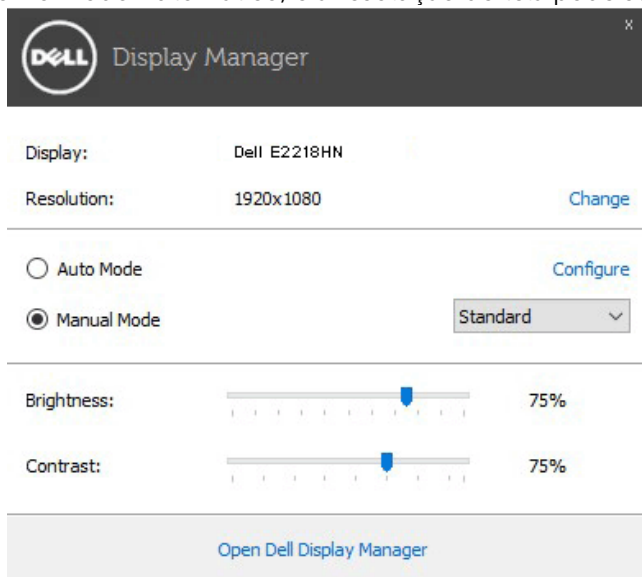 DELL Display Manager x
Display: Dell E2218HN
Resolution: 1920x1080 Change
Auto Mode Configure
Manual Mode Standard
Brightness: 75%
Contrast: 75%
Open Dell Display Manager